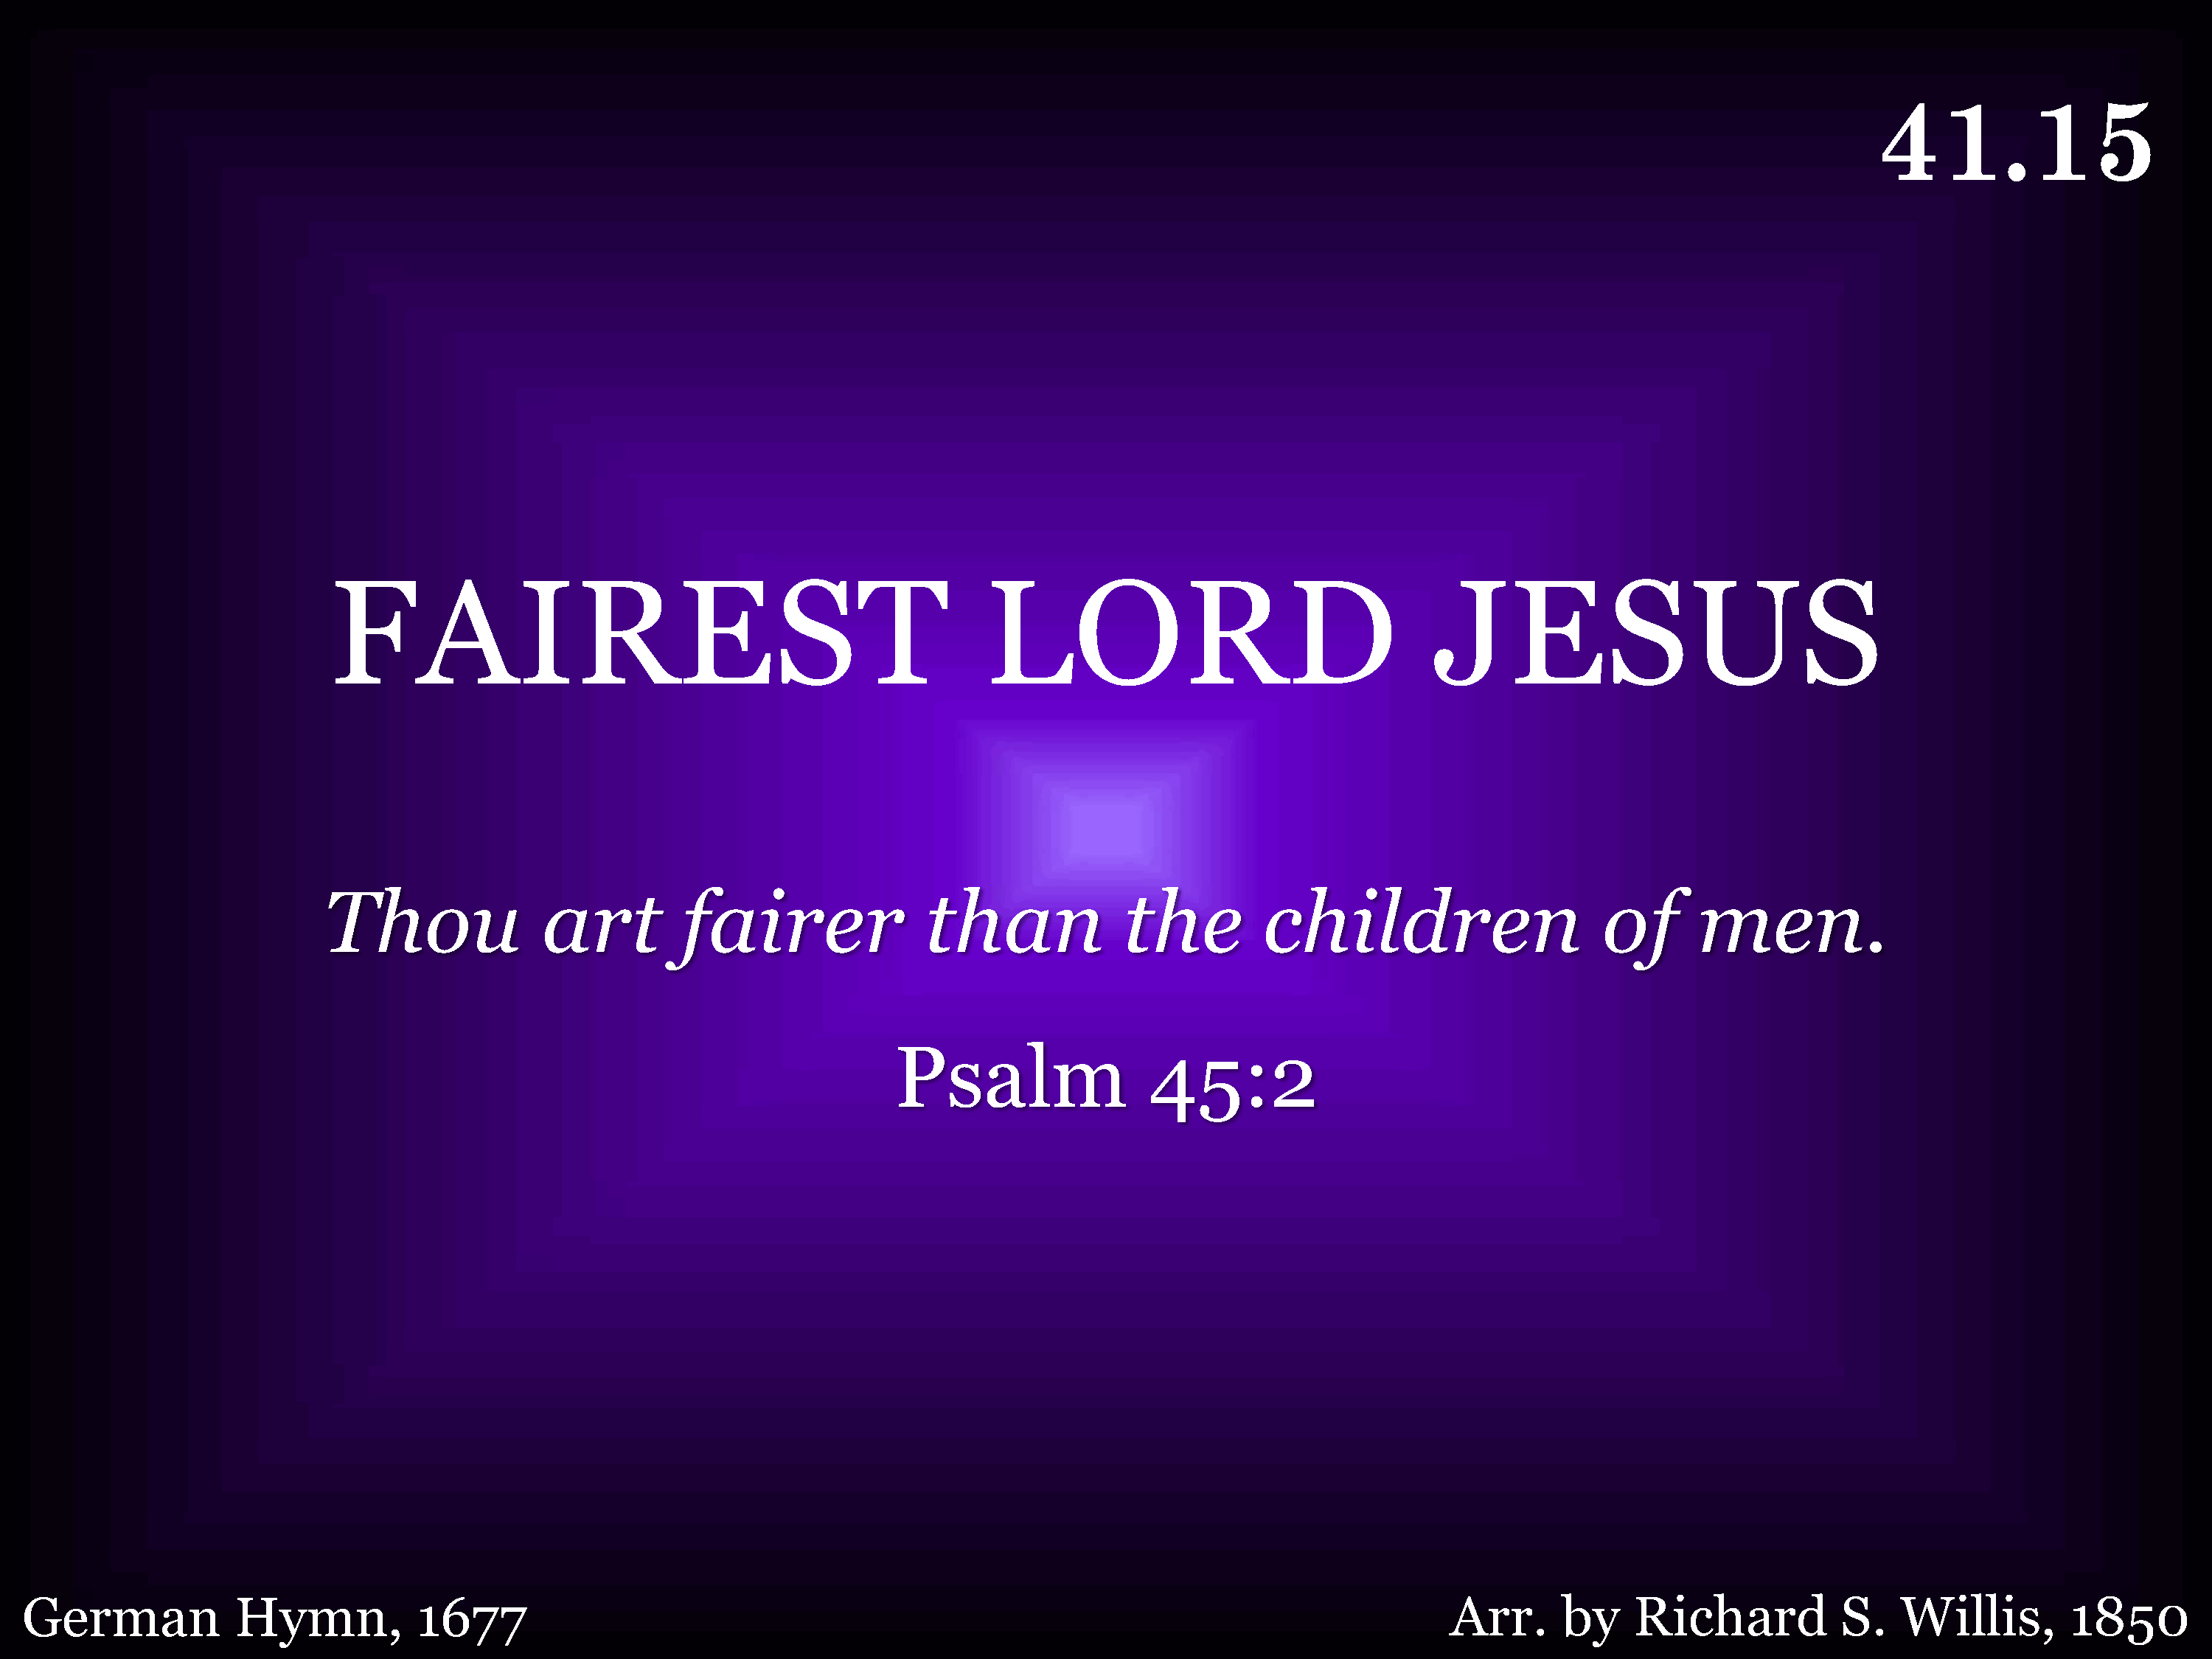 41.15
FAIREST LORD JESUS
Thou art fairer than the children of men.
Psalm 45:2
German Hymn, 1677
Arr. by Richard S. Willis, 1850